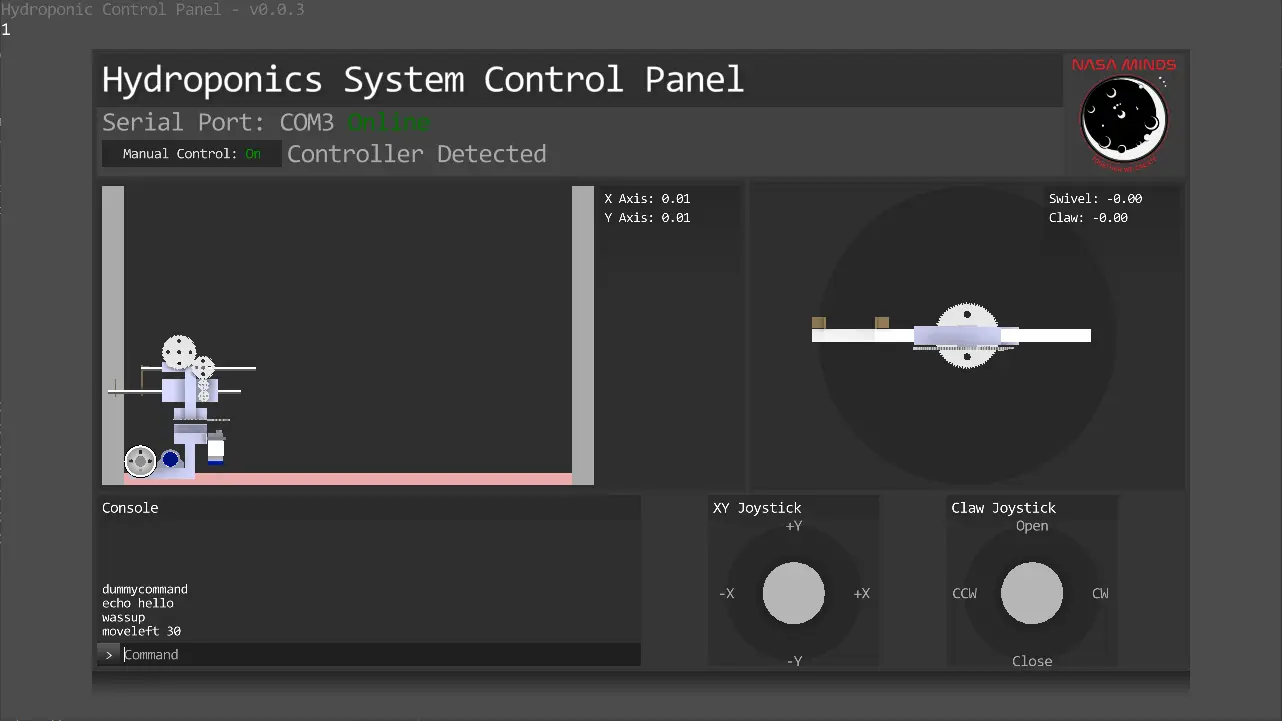 Hydroponic Control Panel - v0.0.3
1
Hydroponics System Control Panel
NASA MINDS
Serial Port: COM3 Online
Manual Control: On
Controller Detected
X Axis: 0.01
Y Axis: 0.01
Swivel: -0.00
Claw: -0.00
Console
dummycommand
echo hello
wassup
moveleft 30
> Command
XY Joystick
+Y
-X
+X
-Y
Claw Joystick
Open
CCW
CW
Close